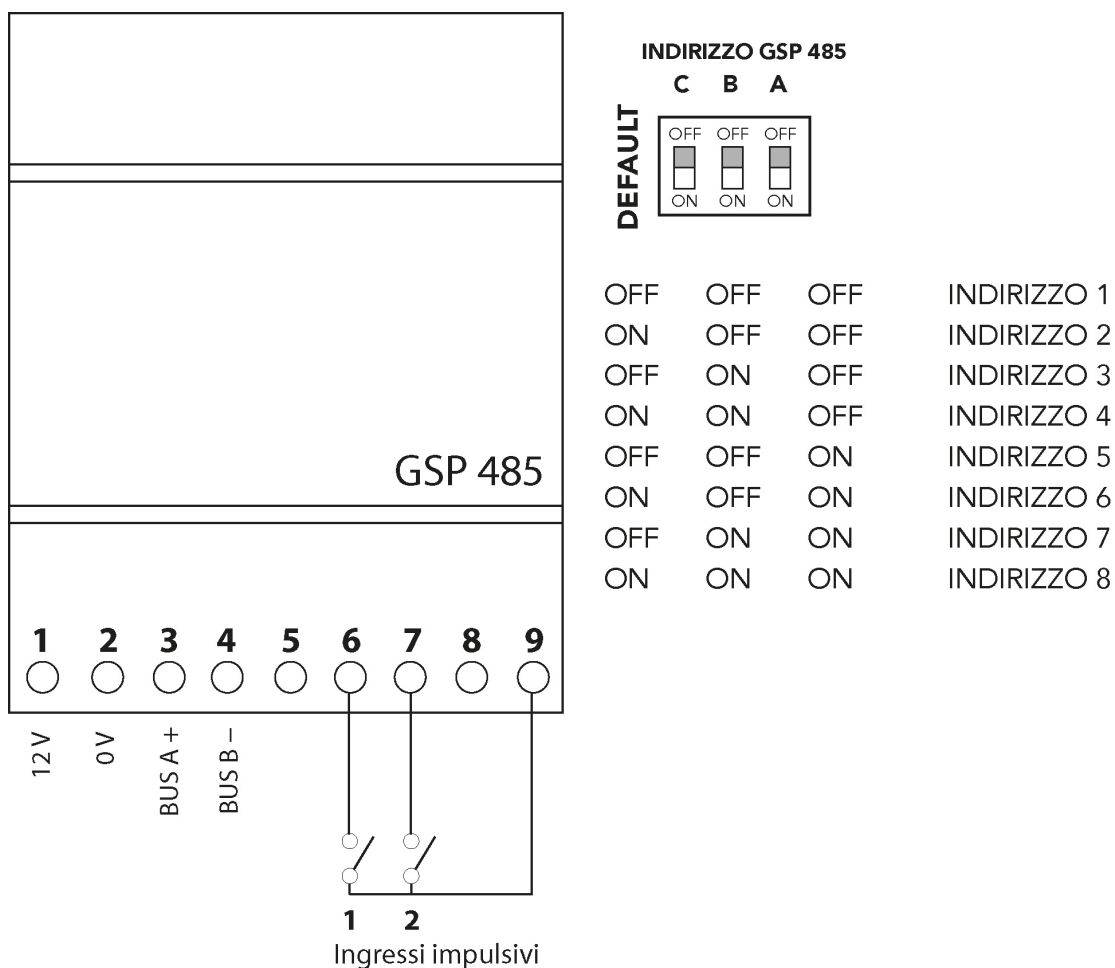 INDIRIZZO GSP 485
C B A
DEFAULT
OFF OFF OFF
ON ON ON
OFF OFF OFF INDIRIZZO 1
ON OFF OFF INDIRIZZO 2
OFF ON OFF INDIRIZZO 3
ON ON OFF INDIRIZZO 4
OFF OFF ON INDIRIZZO 5
ON OFF ON INDIRIZZO 6
OFF ON ON INDIRIZZO 7
ON ON ON INDIRIZZO 8
GSP 485
1 2 3 4 5 6 7 8 9
12 V
0 V
BUS A +
BUS B –
1 2
Ingressi impulsivi